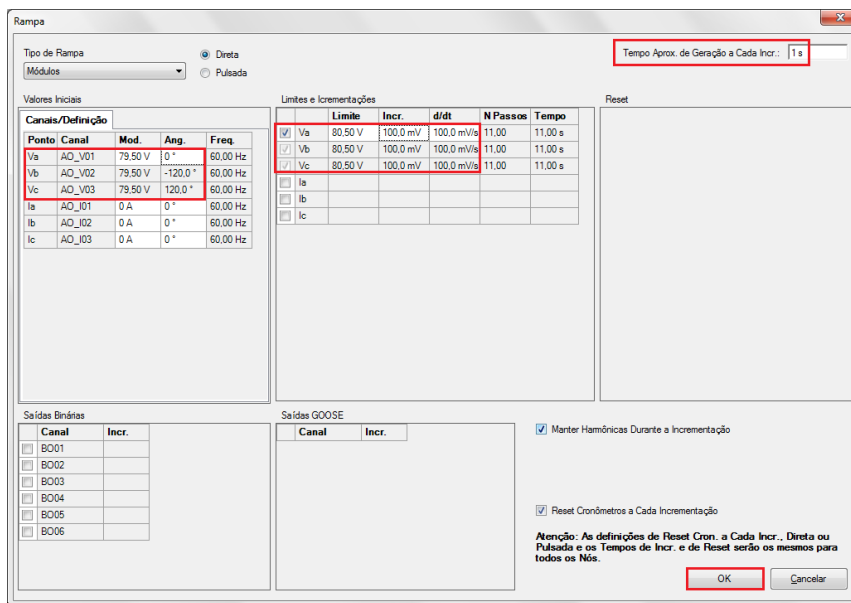 Rampa
Tipo de Rampa
Módulos
Direta
Pulsada
Tempo Aprox. de Geração a Cada Incr.: 1 s
Valores Iniciais
Canais/Definição
Ponto Canal Mod. Ang. Freq.
Va AO_V01 79,50 V 0 ° 60,00 Hz
Vb AO_V02 79,50 V -120,0 ° 60,00 Hz
Vc AO_V03 79,50 V 120,0 ° 60,00 Hz
Ia AO_I01 0 A 0 ° 60,00 Hz
Ib AO_I02 0 A 0 ° 60,00 Hz
Ic AO_I03 0 A 0 ° 60,00 Hz
Limites e Icrementações
Limite Incr. d/dt N Passos Tempo
Va 80,50 V 100,0 mV 100,0 mV/s 11,00 11,00 s
Vb 80,50 V 100,0 mV 100,0 mV/s 11,00 11,00 s
Vc 80,50 V 100,0 mV 100,0 mV/s 11,00 11,00 s
Ia
Ib
Ic
Reset
Saídas Binárias
Canal Incr.
BO01
BO02
BO03
BO04
BO05
BO06
Saídas GOOSE
Canal Incr.
Manter Harmônicas Durante a Incrementação
Reset Cronômetros a Cada Incrementação
Atenção: As definições de Reset Cron. a Cada Incr., Direta ou
Pulsada e os Tempos de Incr. e de Reset serão os mesmos para
todos os Nós.
OK
Cancelar